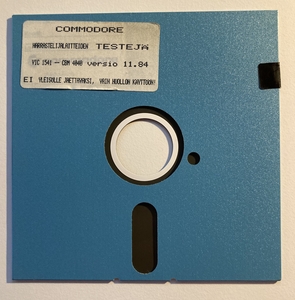 COMMODORE
HARRASTELIJALAITTEIDEN TESTEJÄ
VIC 1541 — CBM 4040 versio 11.84
EI YLEISÖLLE JAETTAVAKSI, VAIN HUOLLON KÄYTTÖÖN!